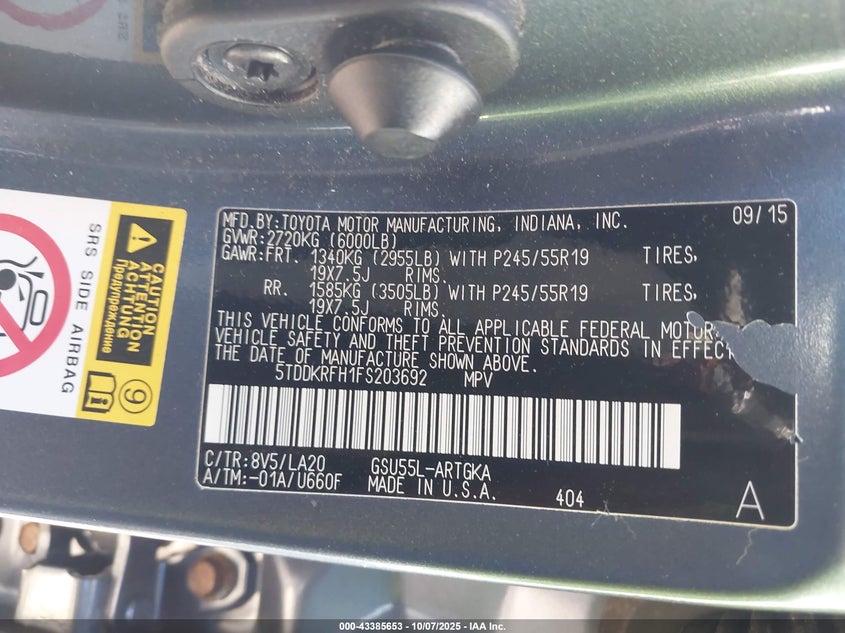 MFD.BY:TOYOTA MOTOR MANUFACTURING, INDIANA, INC. 09/15
GVWR:2720KG (6000LB)
GAWR:FRT. 1340KG (2955LB) WITH P245/55R19 TIRES,
19X7.5J RIMS.
RR. 1585KG (3505LB) WITH P245/55R19 TIRES,
19X7.5J RIMS.
THIS VEHICLE CONFORMS TO ALL APPLICABLE FEDERAL MOTOR
VEHICLE SAFETY AND THEFT PREVENTION STANDARDS IN EFFECT
THE DATE OF MANUFACTURE SHOWN ABOVE.
5TDDKRFH1FS203692 MPV
C/TR:8V5/LA20 GSU55L-ARTGKA
A/TM:-01A/U660F MADE IN U.S.A. 404
A
SRS SIDE AIRBAG
CAUTION
ATTENTION
ACHTUNG
Предупреждение
9
000-43385653 - 10/07/2025 - IAA Inc.